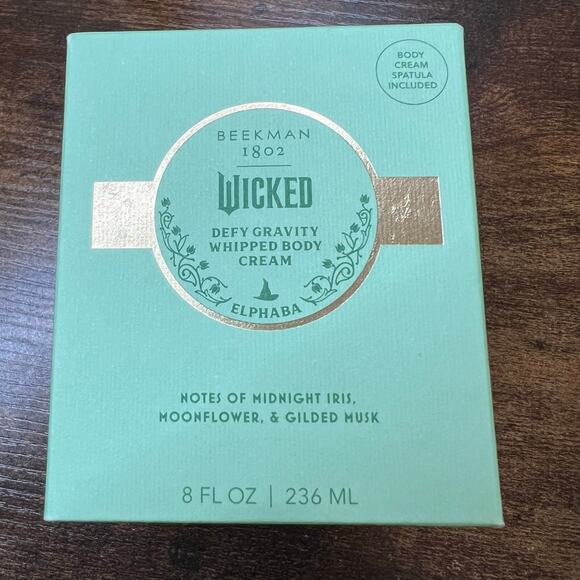 BODY
CREAM
SPATULA
INCLUDED
BEEKMAN
1802
WICKED
DEFY GRAVITY
WHIPPED BODY
CREAM
ELPHABA
NOTES OF MIDNIGHT IRIS,
MOONFLOWER, & GILDED MUSK
8 FL OZ | 236 ML